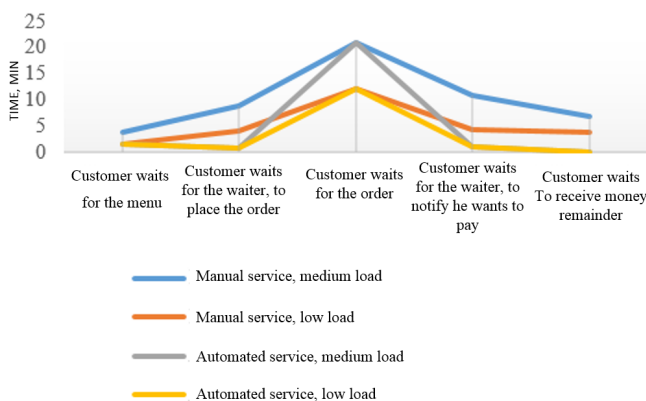 25
20
15
10
5
0
TIME, MIN
Customer waits
for the menu
Customer waits
for the waiter, to
place the order
Customer waits
for the order
Customer waits
for the waiter, to
notify he wants to
pay
Customer waits
To receive money
remainder
Manual service, medium load
Manual service, low load
Automated service, medium load
Automated service, low load